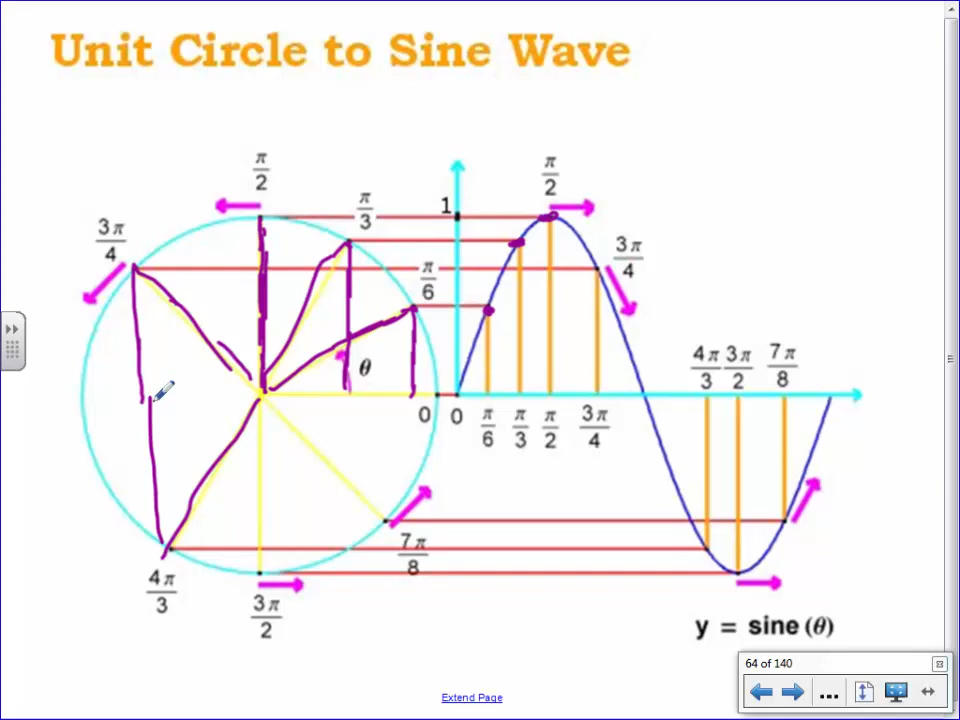 Unit Circle to Sine Wave
π/2
π/2
π/3
1
3π/4
3π/4
π/6
θ
4π/3
3π/2
7π/8
0
0
π/6
π/3
π/2
3π/4
7π/8
4π/3
3π/2
y = sine (θ)
64 of 140
...
Extend Page